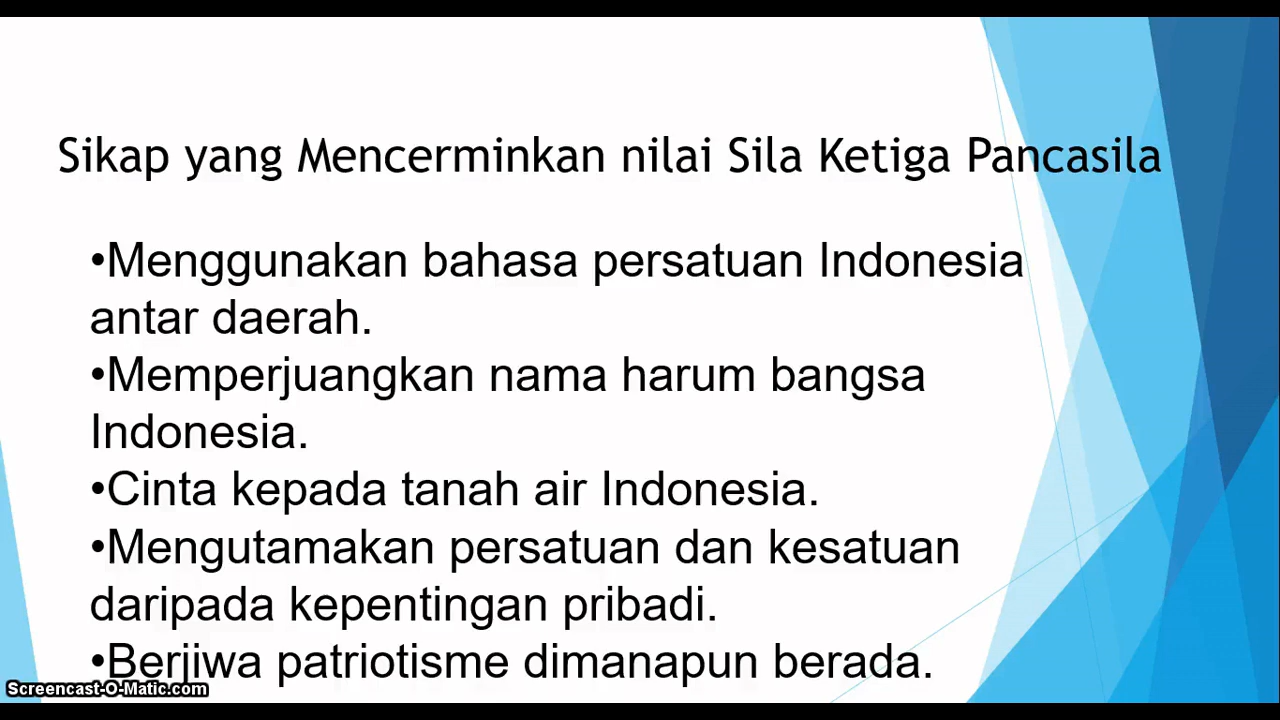 Sikap yang Mencerminkan nilai Sila Ketiga Pancasila
•Menggunakan bahasa persatuan Indonesia
antar daerah.
•Memperjuangkan nama harum bangsa
Indonesia.
•Cinta kepada tanah air Indonesia.
•Mengutamakan persatuan dan kesatuan
daripada kepentingan pribadi.
•Berjiwa patriotisme dimanapun berada.
Screencast-O-Matic.com